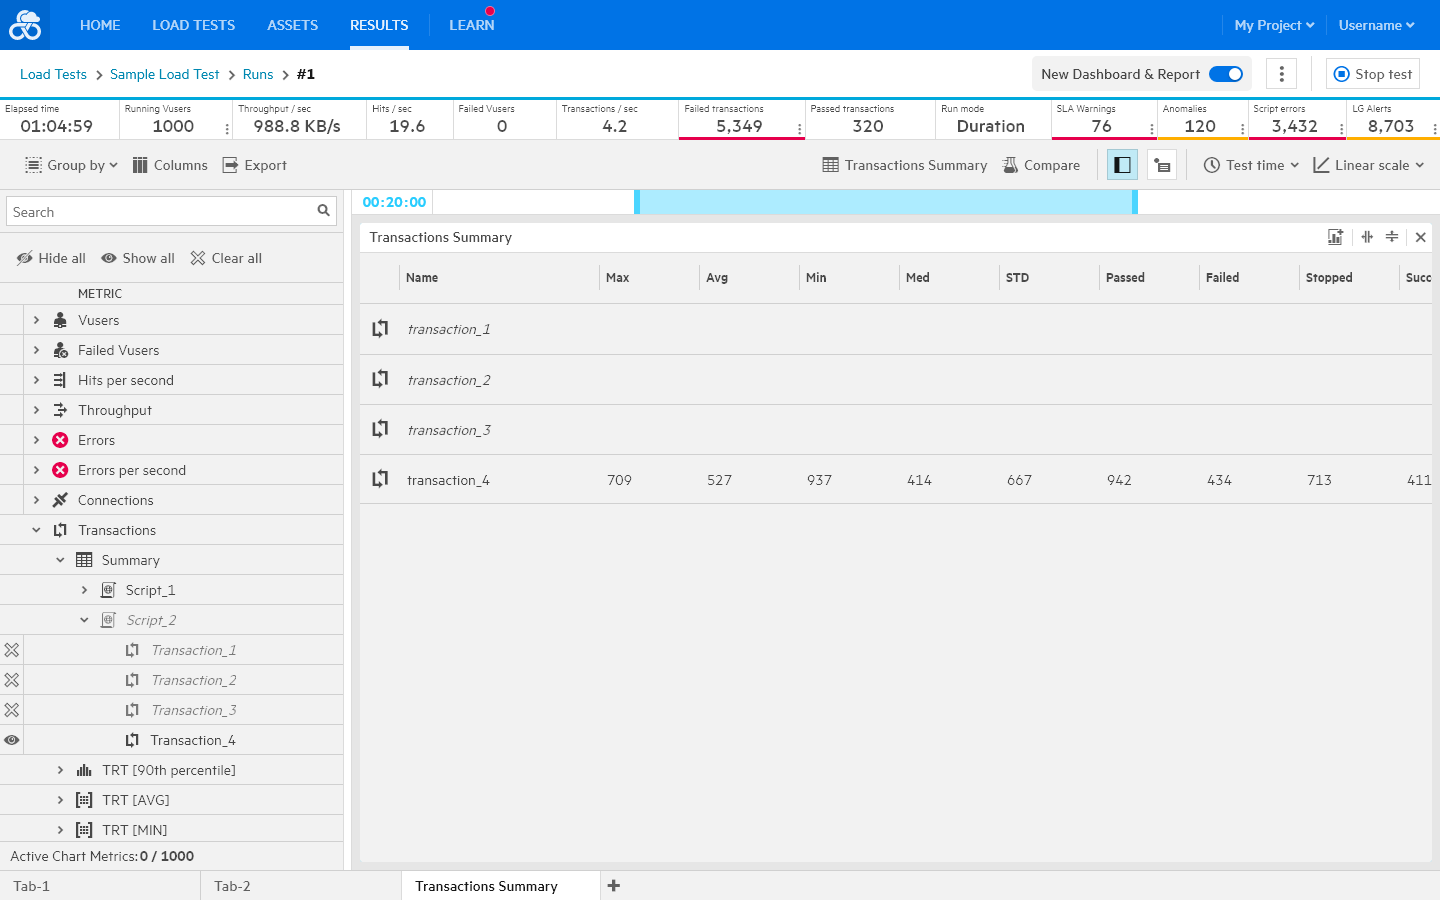 HOME LOAD TESTS ASSETS RESULTS LEARN My Project Username
Load Tests > Sample Load Test > Runs > #1 New Dashboard & Report Stop test
Elapsed time Running Vusers Throughput / sec Hits / sec Failed Vusers Transactions / sec Failed transactions Passed transactions Run mode SLA Warnings Anomalies Script errors LG Alerts
01:04:59 1000 988.8 KB/s 19.6 0 4.2 5,349 320 Duration 76 120 3,432 8,703
Group by Columns Export Transactions Summary Compare Test time Linear scale
Search
00:20:00
Hide all Show all Clear all
METRIC
Vusers
Failed Vusers
Hits per second
Throughput
Errors
Errors per second
Connections
Transactions
Summary
Script_1
Script_2
Transaction_1
Transaction_2
Transaction_3
Transaction_4
TRT [90th percentile]
TRT [AVG]
TRT [MIN]
Active Chart Metrics: 0 / 1000
Transactions Summary
Name Max Avg Min Med STD Passed Failed Stopped Succ
transaction_1
transaction_2
transaction_3
transaction_4 709 527 937 414 667 942 434 713 411
Tab-1 Tab-2 Transactions Summary